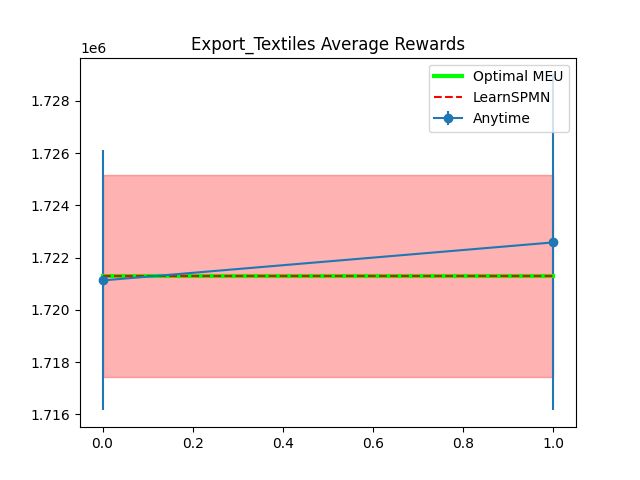 Export_Textiles Average Rewards
1e6
Optimal MEU
LearnSPMN
Anytime
1.728
1.726
1.724
1.722
1.720
1.718
1.716
0.0 0.2 0.4 0.6 0.8 1.0